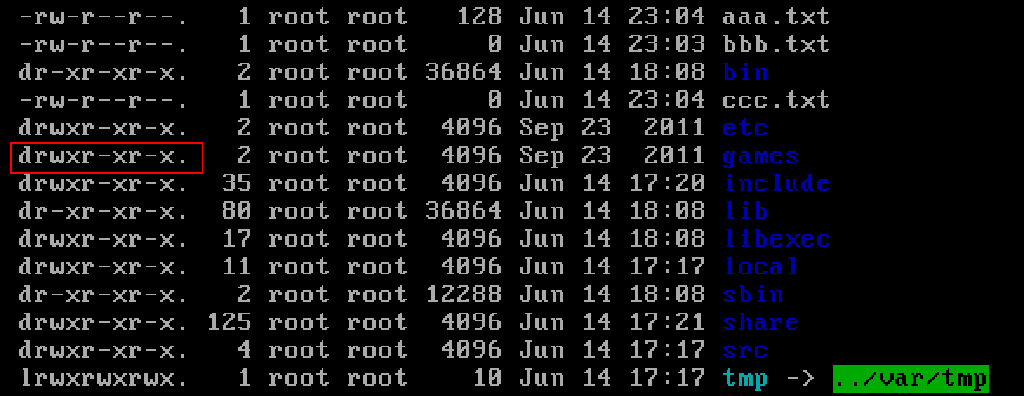 -rw-r--r--. 1 root root 128 Jun 14 23:04 aaa.txt
-rw-r--r--. 1 root root 0 Jun 14 23:03 bbb.txt
dr-xr-xr-x. 2 root root 36864 Jun 14 18:08 bin
-rw-r--r--. 1 root root 0 Jun 14 23:04 ccc.txt
drwxr-xr-x. 2 root root 4096 Sep 23 2011 etc
drwxr-xr-x. 2 root root 4096 Sep 23 2011 games
drwxr-xr-x. 35 root root 4096 Jun 14 17:20 include
dr-xr-xr-x. 80 root root 36864 Jun 14 18:08 lib
drwxr-xr-x. 17 root root 4096 Jun 14 18:08 libexec
drwxr-xr-x. 11 root root 4096 Jun 14 17:17 local
dr-xr-xr-x. 2 root root 12288 Jun 14 18:08 sbin
drwxr-xr-x. 125 root root 4096 Jun 14 17:21 share
drwxr-xr-x. 4 root root 4096 Jun 14 17:17 src
lrwxrwxrwx. 1 root root 10 Jun 14 17:17 tmp -> ../var/tmp